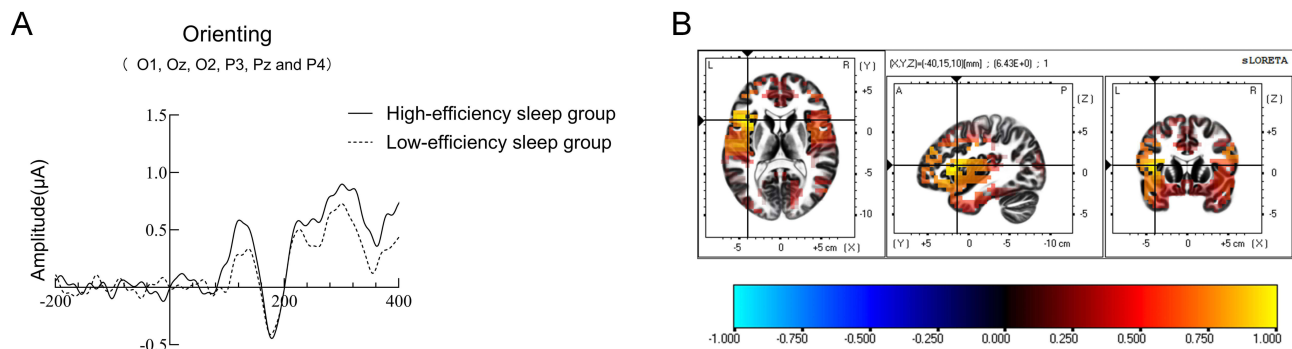 A
Orienting
( O1, Oz, O2, P3, Pz and P4)
High-efficiency sleep group
Low-efficiency sleep group
Amplitude(μA)
1.5
1.0
0.5
-0.5
-200
200
400
B
(X,Y,Z)=(-40,15,10)[mm] ; (6.43E+0) ; 1
sLORETA
L R (Y)
+5
0
-5
-10
-5 0 +5 cm (X)
A P (Z)
+5
0
-5
(Y) +5 0 -5 -10 cm
L R (Z)
+5
0
-5
-5 0 +5 cm (X)
-1.000 -0.750 -0.500 -0.250 0.000 0.250 0.500 0.750 1.000